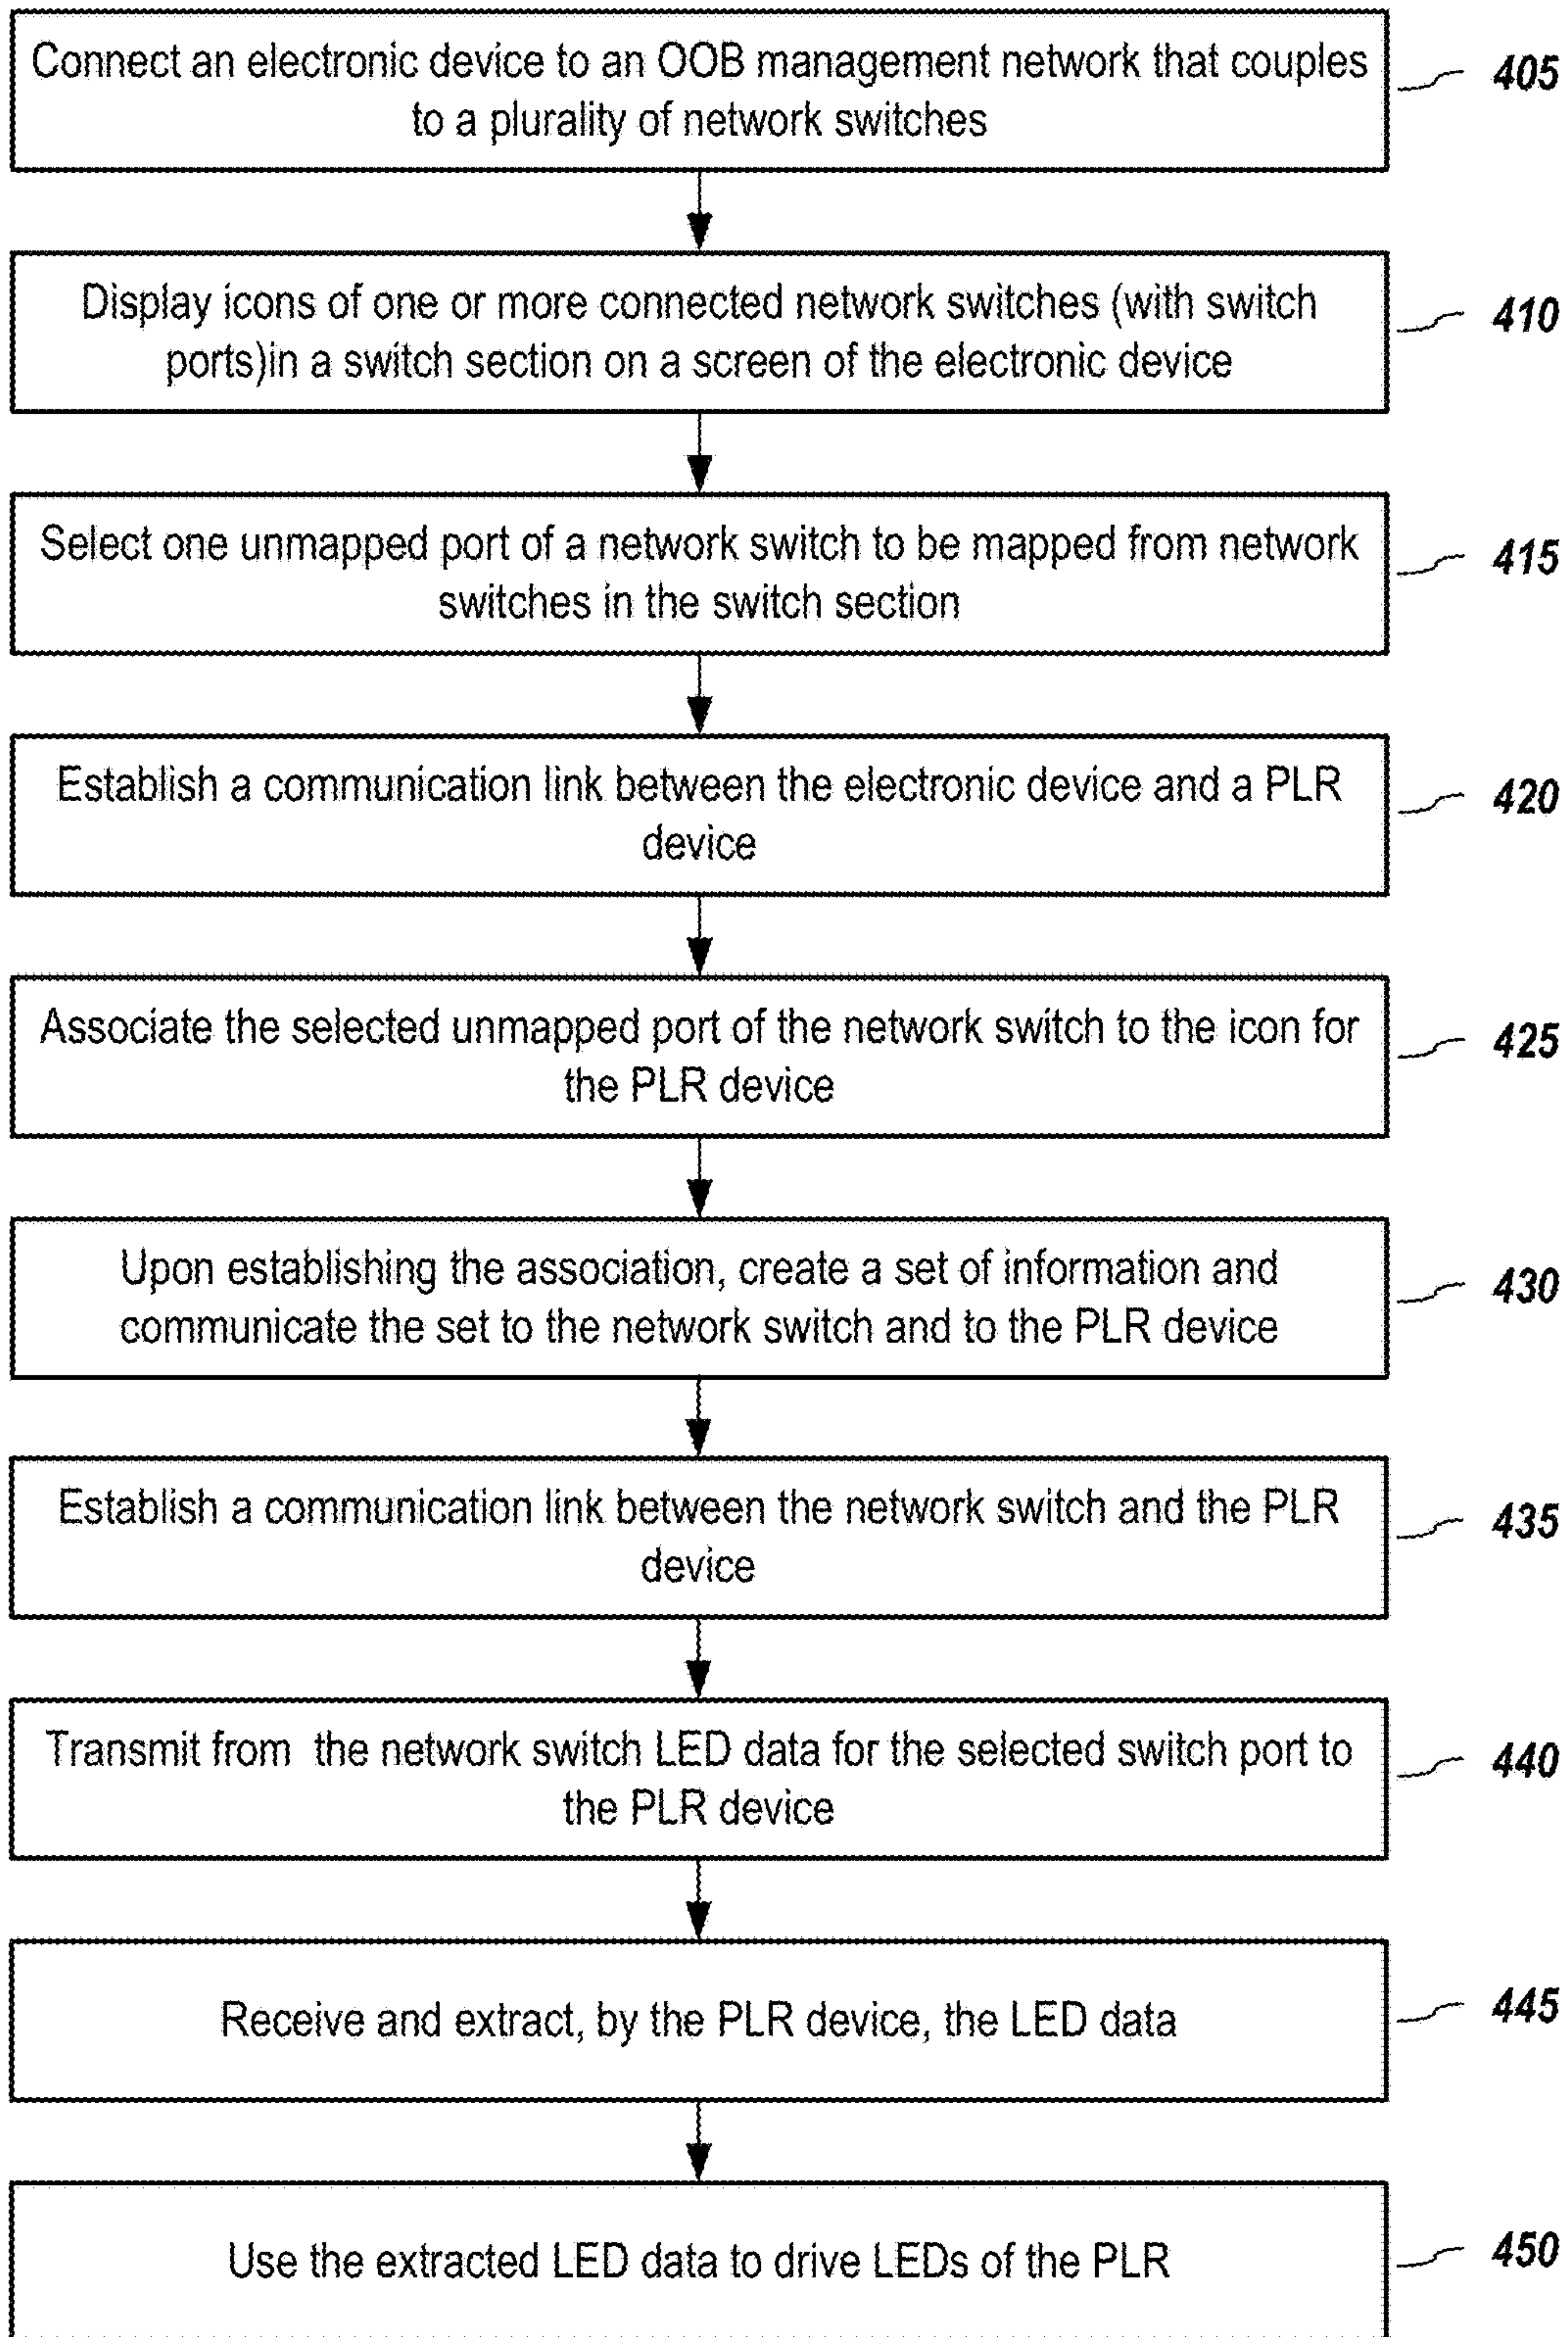 Connect an electronic device to an OOB management network that couples
to a plurality of network switches
405
Display icons of one or more connected network switches (with switch
ports)in a switch section on a screen of the electronic device
410
Select one unmapped port of a network switch to be mapped from network
switches in the switch section
415
Establish a communication link between the electronic device and a PLR
device
420
Associate the selected unmapped port of the network switch to the icon for
the PLR device
425
Upon establishing the association, create a set of information and
communicate the set to the network switch and to the PLR device
430
Establish a communication link between the network switch and the PLR
device
435
Transmit from  the network switch LED data for the selected switch port to
the PLR device
440
Receive and extract, by the PLR device, the LED data
445
Use the extracted LED data to drive LEDs of the PLR
450